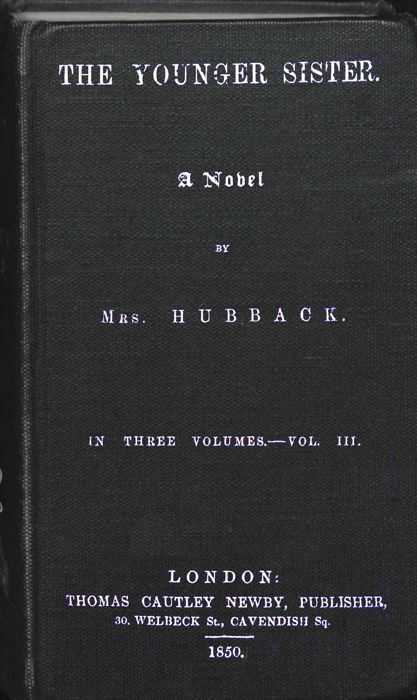 THE YOUNGER SISTER.
A Novel
BY
MRS. HUBBACK.
IN THREE VOLUMES.—VOL. III.
LONDON:
THOMAS CAUTLEY NEWBY, PUBLISHER,
30. WELBECK St., CAVENDISH Sq.
1850.